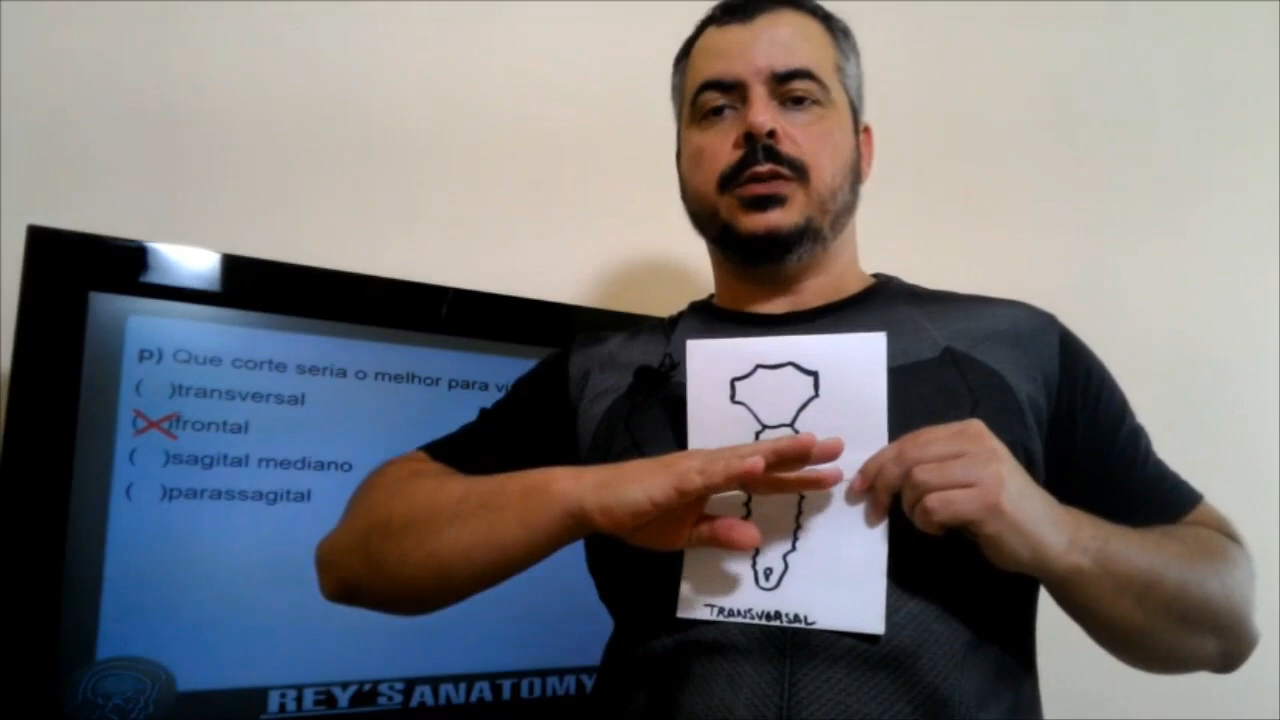 p) Que corte seria o melhor para vi
( )transversal
( )frontal
( )sagital mediano
( )parassagital
REY'S ANATOMY
P
TRANSVERSAL